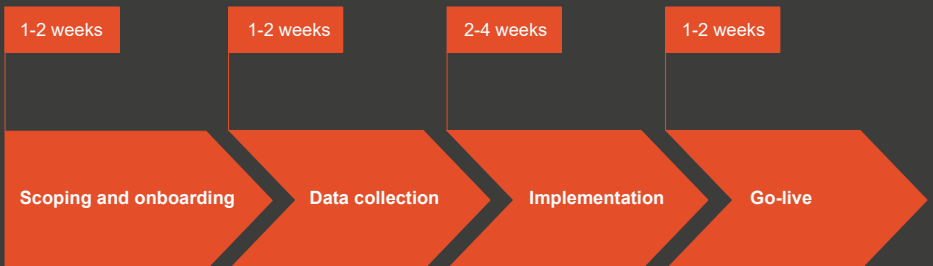 1-2 weeks
1-2 weeks
2-4 weeks
1-2 weeks
Scoping and onboarding
Data collection
Implementation
Go-live